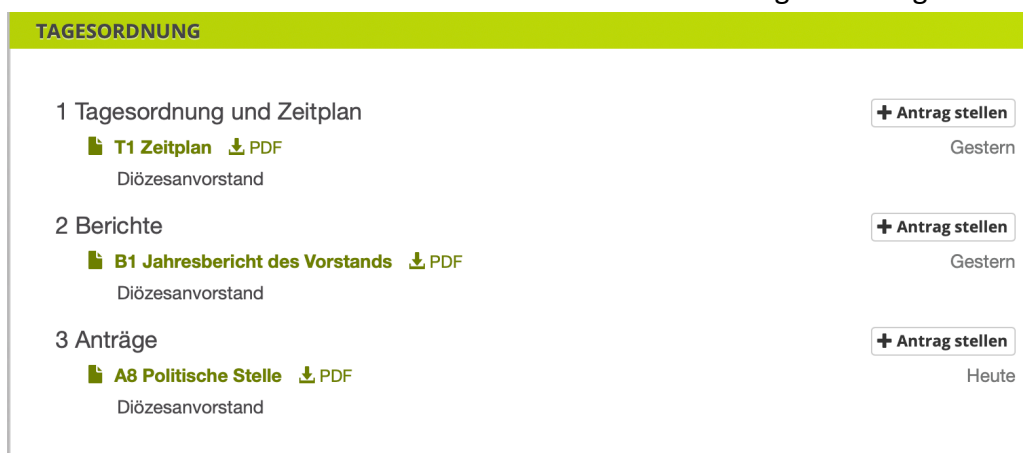 TAGESORDNUNG
1 Tagesordnung und Zeitplan + Antrag stellen
T1 Zeitplan PDF Gestern
Diözesanvorstand
2 Berichte + Antrag stellen
B1 Jahresbericht des Vorstands PDF Gestern
Diözesanvorstand
3 Anträge + Antrag stellen
A8 Politische Stelle PDF Heute
Diözesanvorstand